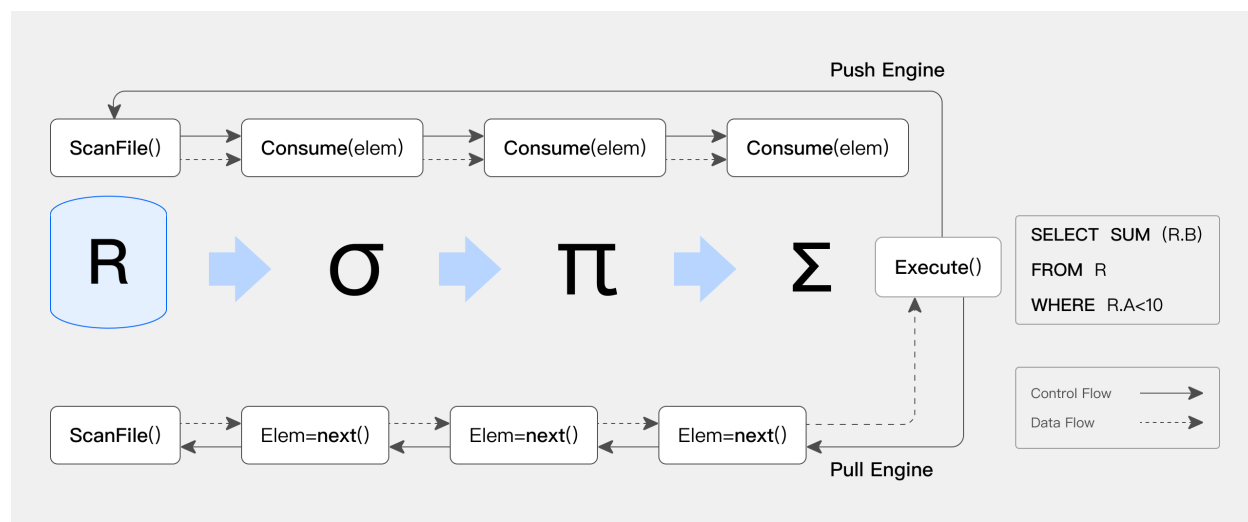 Push Engine
ScanFile()
Consume(elem)
Consume(elem)
Consume(elem)
R
σ
π
Σ
Execute()
SELECT SUM (R.B)
FROM R
WHERE R.A<10
ScanFile()
Elem=next()
Elem=next()
Elem=next()
Pull Engine
Control Flow
Data Flow